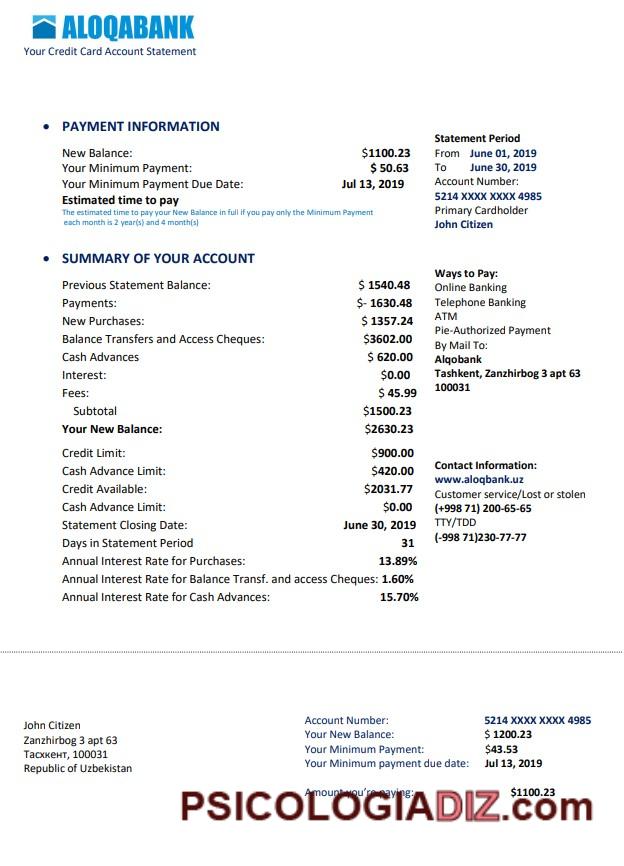 ALOQABANK
Your Credit Card Account Statement
• PAYMENT INFORMATION
New Balance: $1100.23
Your Minimum Payment: $ 50.63
Your Minimum Payment Due Date: Jul 13, 2019
Estimated time to pay
The estimated time to pay your New Balance in full if you pay only the Minimum Payment
each month is 2 year(s) and 4 month(s)
Statement Period
From June 01, 2019
To June 30, 2019
Account Number:
5214 XXXX XXXX 4985
Primary Cardholder
John Citizen
• SUMMARY OF YOUR ACCOUNT
Previous Statement Balance: $ 1540.48
Payments: $- 1630.48
New Purchases: $ 1357.24
Balance Transfers and Access Cheques: $3602.00
Cash Advances $ 620.00
Interest: $0.00
Fees: $ 45.99
Subtotal $1500.23
Your New Balance: $2630.23
Credit Limit: $900.00
Cash Advance Limit: $420.00
Credit Available: $2031.77
Cash Advance Limit: $0.00
Statement Closing Date: June 30, 2019
Days in Statement Period 31
Annual Interest Rate for Purchases: 13.89%
Annual Interest Rate for Balance Transf. and access Cheques: 1.60%
Annual Interest Rate for Cash Advances: 15.70%
Ways to Pay:
Online Banking
Telephone Banking
ATM
Pie-Authorized Payment
By Mail To:
Alqobank
Tashkent, Zanzhirbog 3 apt 63
100031
Contact Information:
www.aloqbank.uz
Customer service/Lost or stolen
(+998 71) 200-65-65
TTY/TDD
(-998 71)230-77-77
John Citizen
Zanzhirbog 3 apt 63
Тасхкент, 100031
Republic of Uzbekistan
Account Number: 5214 XXXX XXXX 4985
Your New Balance: $ 1200.23
Your Minimum Payment: $43.53
Your Minimum payment due date: Jul 13, 2019
Amount you're paying: $1100.23
PSICOLOGIADIZ.com